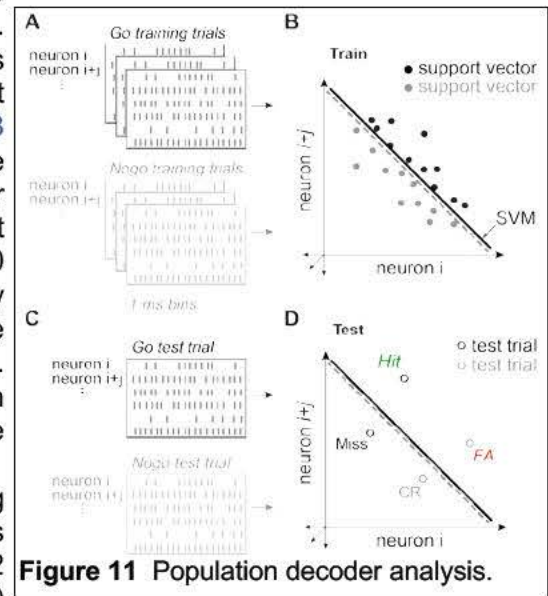 A
Go training trials
neuron i
neuron i+j
Nogo training trials
neuron i
neuron i+j
1 ms bins
B
Train
support vector
support vector
neuron i+j
SVM
neuron i
C
Go test trial
neuron i
neuron i+j
Nogo test trial
neuron i
neuron i+j
D
Test
test trial
test trial
Hit
neuron i+j
Miss
FA
CR
neuron i
Figure 11 Population decoder analysis.